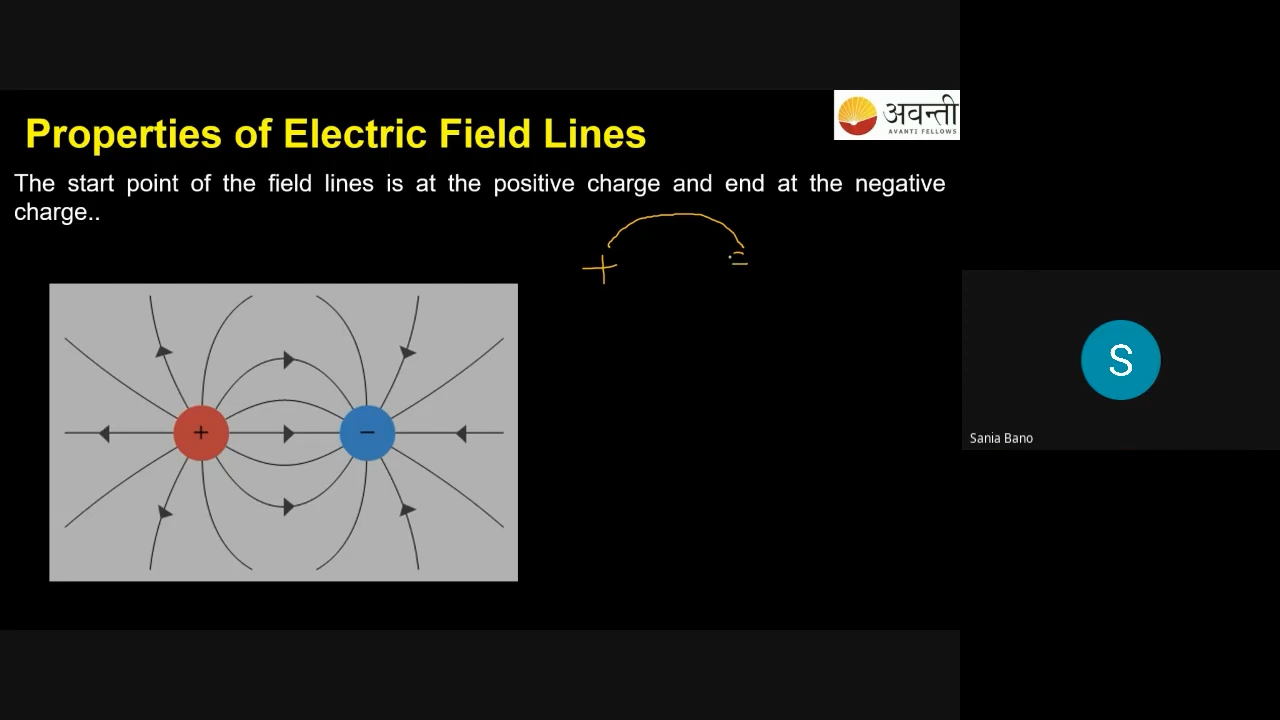 Properties of Electric Field Lines
अवन्ती
AVANTI FELLOWS
The start point of the field lines is at the positive charge and end at the negative
charge..
+ −
+ −
S
Sania Bano